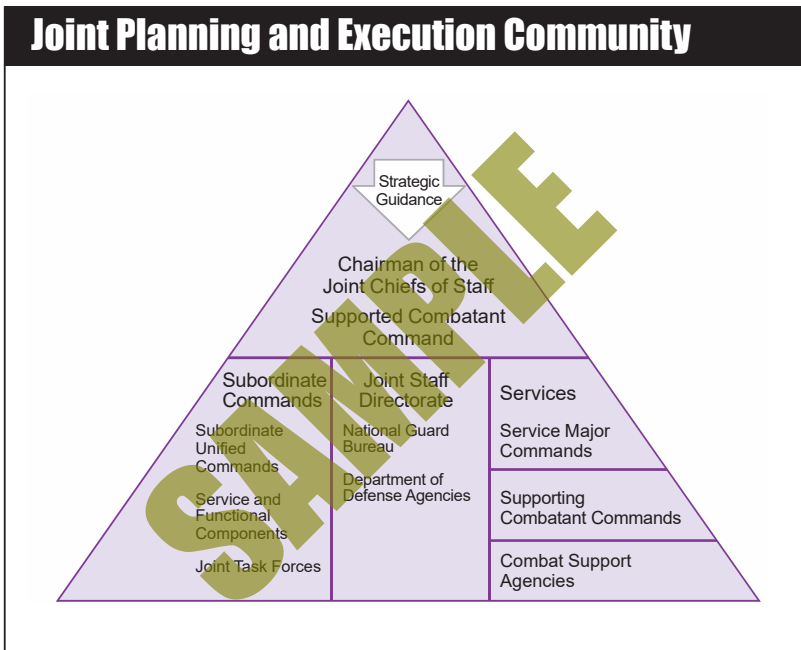 Joint Planning and Execution Community
Strategic
Guidance
Chairman of the
Joint Chiefs of Staff
Supported Combatant
Command
Subordinate
Commands
Subordinate
Unified
Commands
Service and
Functional
Components
Joint Task Forces
Joint Staff
Directorate
National Guard
Bureau
Department of
Defense Agencies
Services
Service Major
Commands
Supporting
Combatant Commands
Combat Support
Agencies
SAMPLE